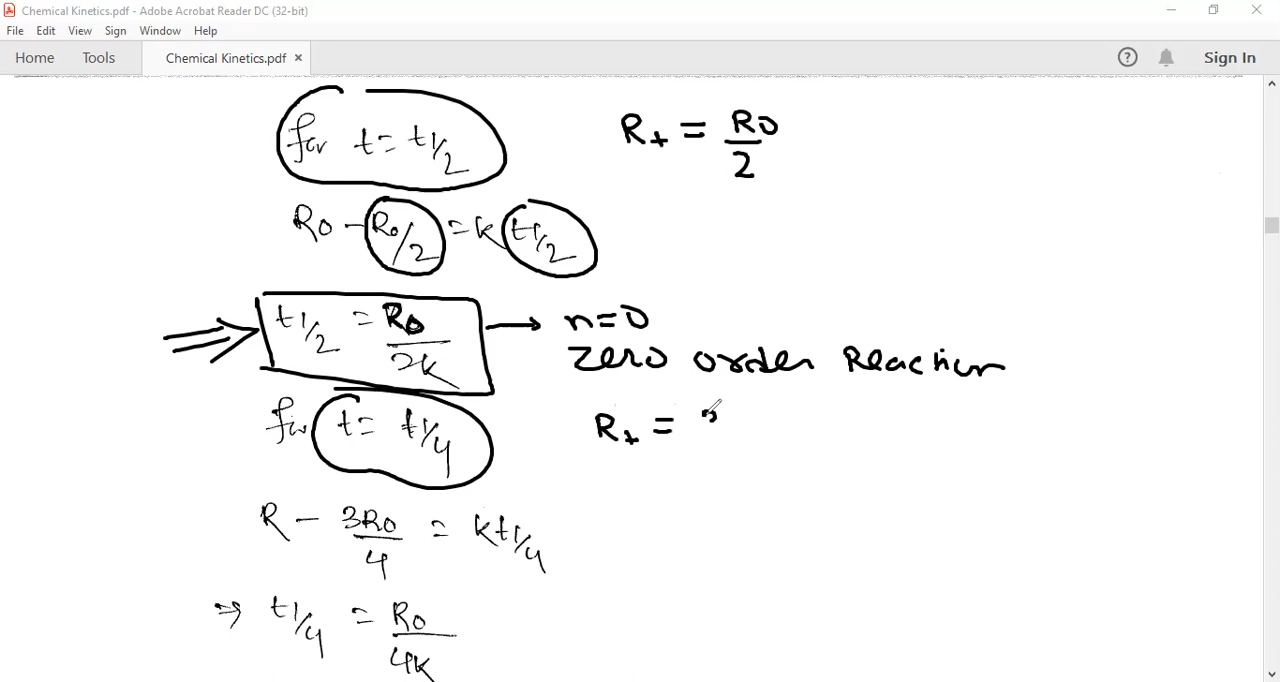 Chemical Kinetics.pdf - Adobe Acrobat Reader DC (32-bit)
File Edit View Sign Window Help
Home Tools Chemical Kinetics.pdf × ? Sign In
for t = t1/2
Rt = R0/2
R0 - R0/2 = k t1/2
t1/2 = R0/2k → n=0
zero order Reaction
for t = t1/4
Rt =
R - 3R0/4 = kt1/4
⇒ t1/4 = R0/4k